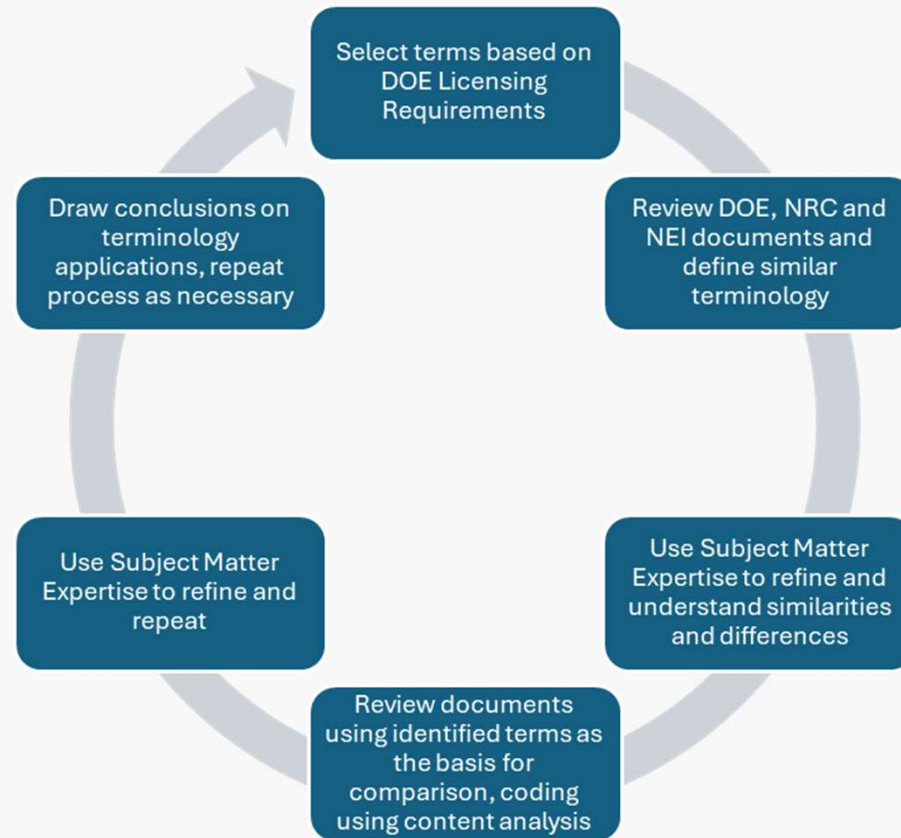 Select terms based on
DOE Licensing
Requirements
Review DOE, NRC and
NEI documents and
define similar
terminology
Use Subject Matter
Expertise to refine and
understand similarities
and differences
Review documents
using identified terms as
the basis for
comparison, coding
using content analysis
Use Subject Matter
Expertise to refine and
repeat
Draw conclusions on
terminology
applications, repeat
process as necessary